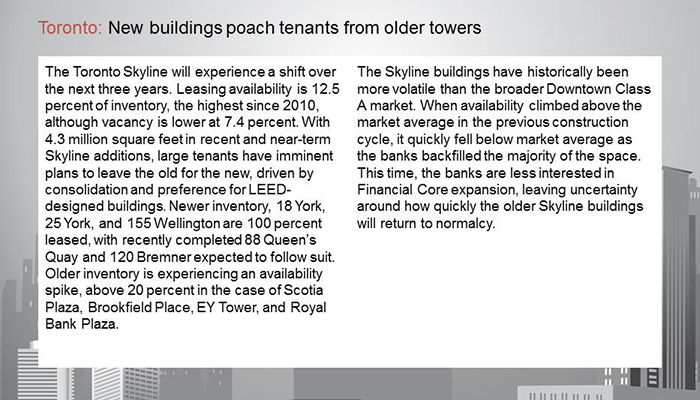 Toronto: New buildings poach tenants from older towers
The Toronto Skyline will experience a shift over
the next three years. Leasing availability is 12.5
percent of inventory, the highest since 2010,
although vacancy is lower at 7.4 percent. With
4.3 million square feet in recent and near-term
Skyline additions, large tenants have imminent
plans to leave the old for the new, driven by
consolidation and preference for LEED-
designed buildings. Newer inventory, 18 York,
25 York, and 155 Wellington are 100 percent
leased, with recently completed 88 Queen's
Quay and 120 Bremner expected to follow suit.
Older inventory is experiencing an availability
spike, above 20 percent in the case of Scotia
Plaza, Brookfield Place, EY Tower, and Royal
Bank Plaza.
The Skyline buildings have historically been
more volatile than the broader Downtown Class
A market. When availability climbed above the
market average in the previous construction
cycle, it quickly fell below market average as
the banks backfilled the majority of the space.
This time, the banks are less interested in
Financial Core expansion, leaving uncertainty
around how quickly the older Skyline buildings
will return to normalcy.